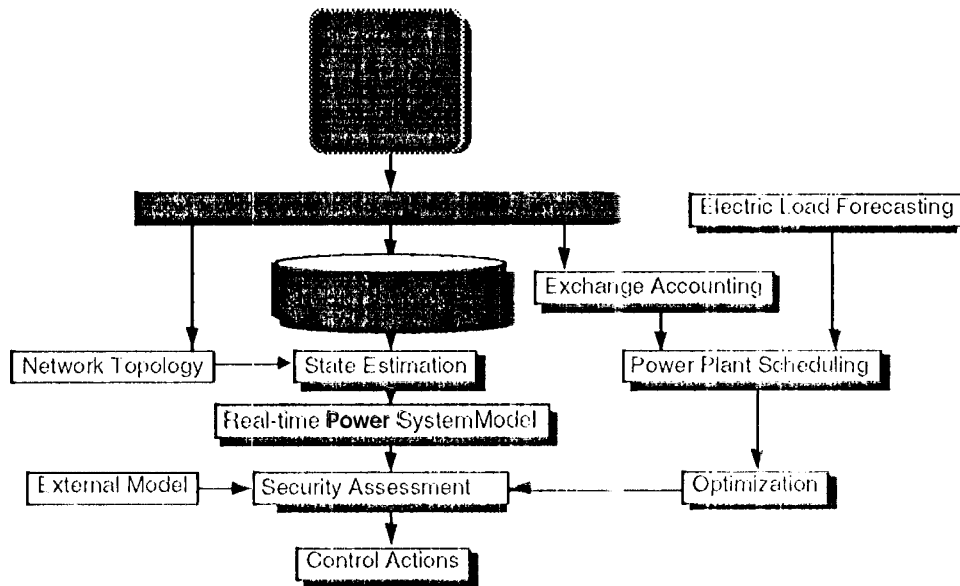 Electric Load Forecasting
Exchange Accounting
Network Topology
State Estimation
Power Plant Scheduling
Real-time Power SystemModel
External Model
Security Assessment
Optimization
Control Actions